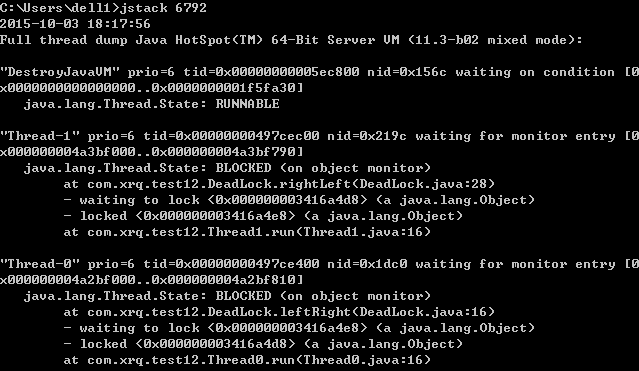 C:\Users\dell1>jstack 6792
2015-10-03 18:17:56
Full thread dump Java HotSpot(TM) 64-Bit Server VM (11.3-b02 mixed mode):
"DestroyJavaVM" prio=6 tid=0x00000000005ec800 nid=0x156c waiting on condition [0
x0000000000000000..0x0000000001f5fa30]
java.lang.Thread.State: RUNNABLE
"Thread-1" prio=6 tid=0x00000000497cec00 nid=0x219c waiting for monitor entry [0
x000000004a3bf000..0x000000004a3bf790]
java.lang.Thread.State: BLOCKED (on object monitor)
at com.xrq.test12.DeadLock.rightLeft(DeadLock.java:28)
- waiting to lock <0x000000003416a4d8> (a java.lang.Object)
- locked <0x000000003416a4e8> (a java.lang.Object)
at com.xrq.test12.Thread1.run(Thread1.java:16)
"Thread-0" prio=6 tid=0x00000000497ce400 nid=0x1dc0 waiting for monitor entry [0
x000000004a2bf000..0x000000004a2bf810]
java.lang.Thread.State: BLOCKED (on object monitor)
at com.xrq.test12.DeadLock.leftRight(DeadLock.java:16)
- waiting to lock <0x000000003416a4e8> (a java.lang.Object)
- locked <0x000000003416a4d8> (a java.lang.Object)
at com.xrq.test12.Thread0.run(Thread0.java:16)